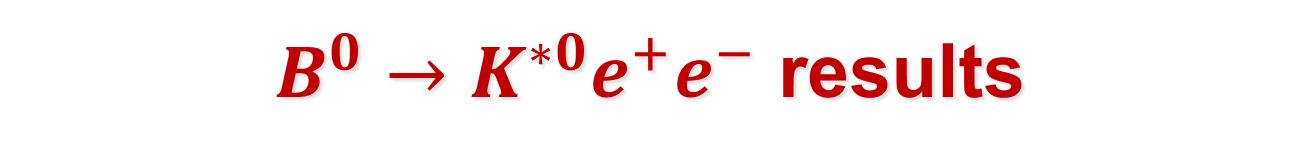 B⁰ → K*⁰e⁺e⁻ results